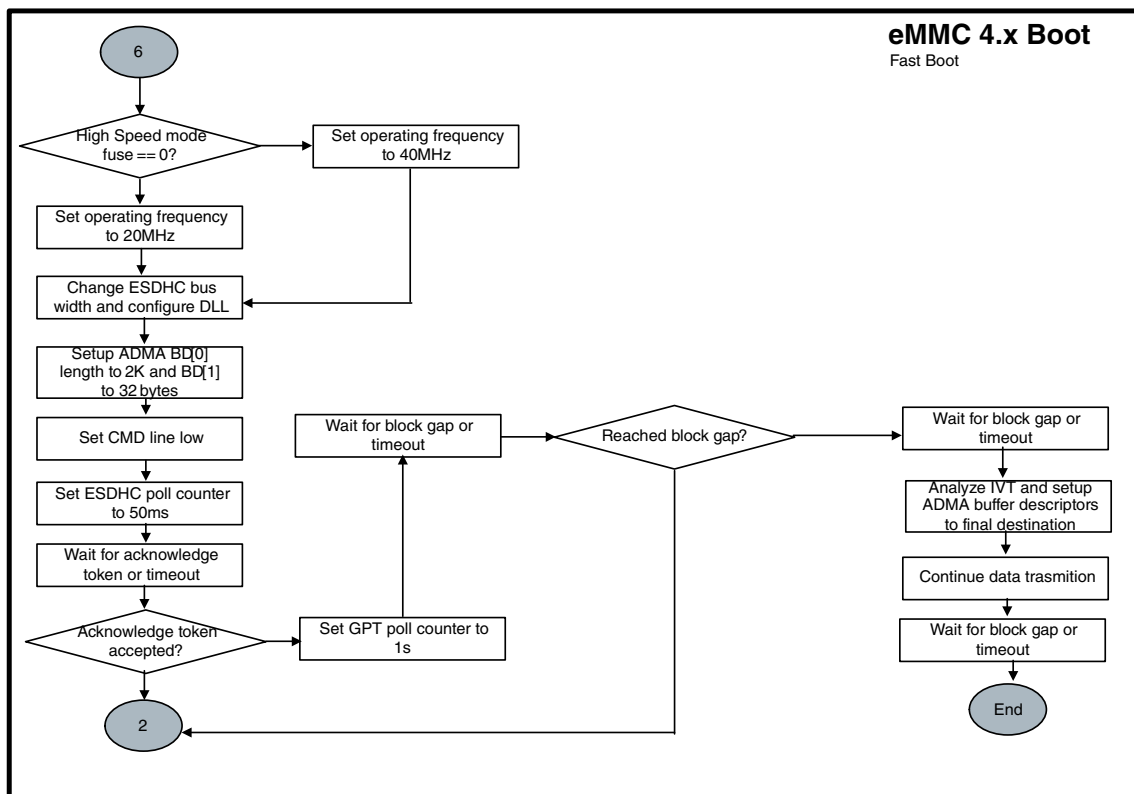 eMMC 4.x Boot
Fast Boot
6
High Speed mode
fuse == 0?
Set operating frequency
to 40MHz
Set operating frequency
to 20MHz
Change ESDHC bus
width and configure DLL
Setup ADMA BD[0]
length to 2K and BD[1]
to 32 bytes
Set CMD line low
Set ESDHC poll counter
to 50ms
Wait for acknowledge
token or timeout
Acknowledge token
accepted?
2
Set GPT poll counter to
1s
Wait for block gap or
timeout
Reached block gap?
Wait for block gap or
timeout
Analyze IVT and setup
ADMA buffer descriptors
to final destination
Continue data trasmition
Wait for block gap or
timeout
End